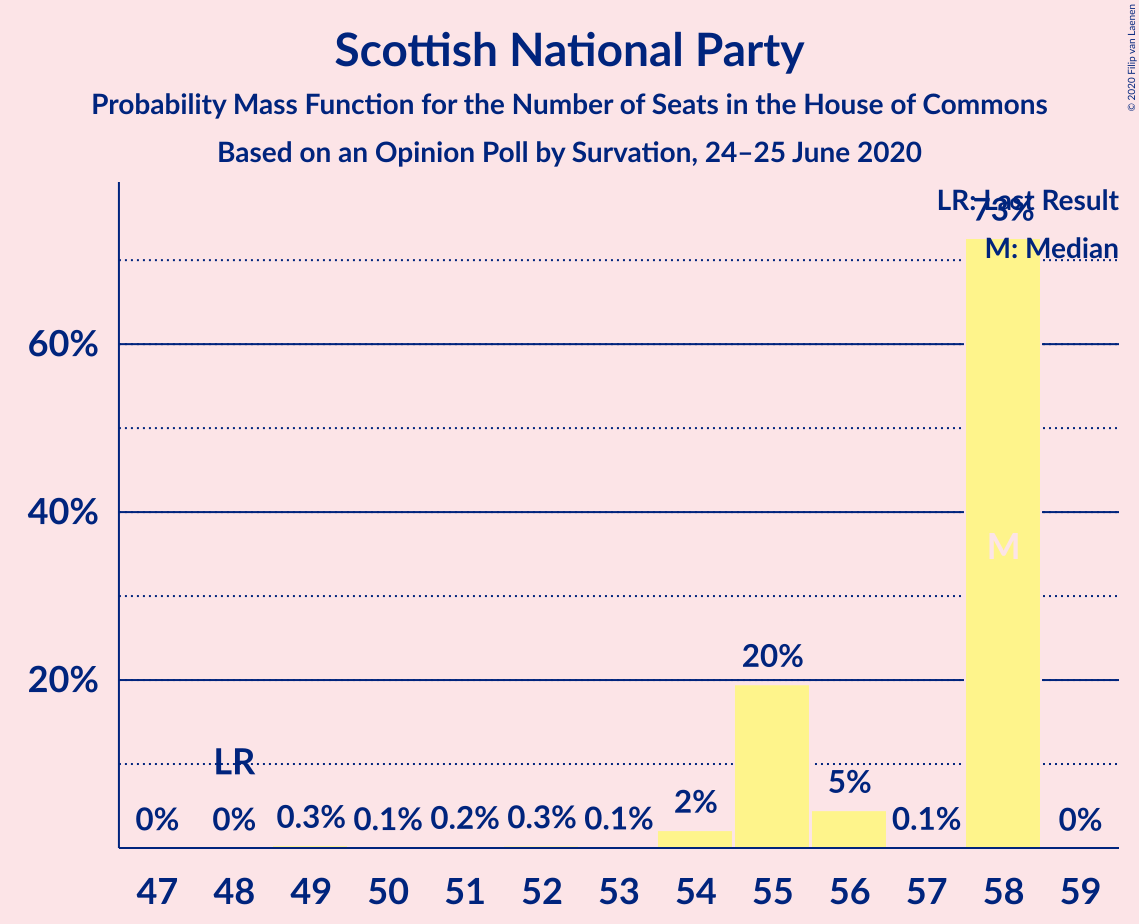 Scottish National Party
Probability Mass Function for the Number of Seats in the House of Commons
Based on an Opinion Poll by Survation, 24–25 June 2020
© 2020 Filip van Laenen
LR: Last Result
73%
M: Median
60%
40%
M
20%
20%
LR
5%
2%
0% 0% 0.3% 0.1% 0.2% 0.3% 0.1% 0.1% 0%
47 48 49 50 51 52 53 54 55 56 57 58 59